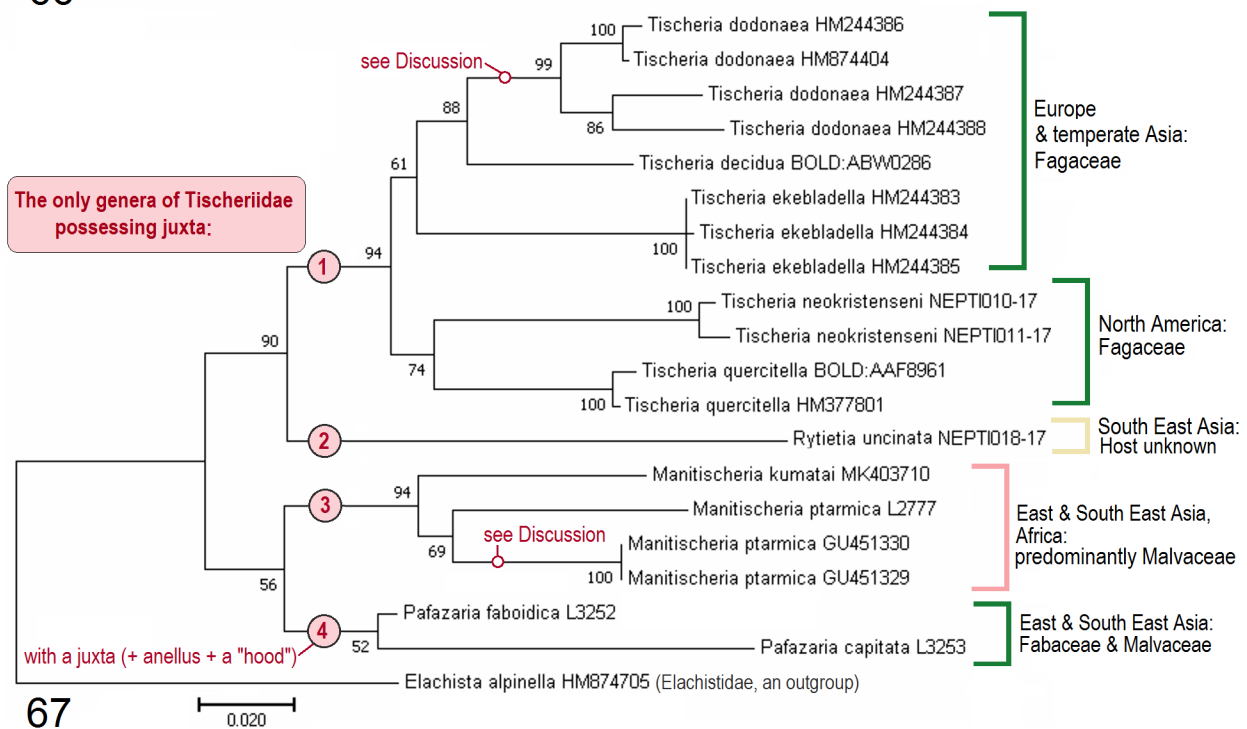 Tischeria dodonaea HM244386
100
see Discussion
Tischeria dodonaea HM874404
99
Tischeria dodonaea HM244387
88
Europe
& temperate Asia:
Fagaceae
86
Tischeria dodonaea HM244388
61
Tischeria decidua BOLD:ABW0286
The only genera of Tischeriidae
possessing juxta:
Tischeria ekebladella HM244383
Tischeria ekebladella HM244384
100
94
1
Tischeria ekebladella HM244385
100
Tischeria neokristenseni NEPTI010-17
North America:
Fagaceae
90
Tischeria neokristenseni NEPTI011-17
74
Tischeria quercitella BOLD:AAF8961
100
Tischeria quercitella HM377801
2
Rytietia uncinata NEPTI018-17
South East Asia:
Host unknown
Manitischeria kumatai MK403710
94
3
Manitischeria ptarmica L2777
East & South East Asia,
Africa:
predominantly Malvaceae
see Discussion
69
Manitischeria ptarmica GU451330
100
Manitischeria ptarmica GU451329
56
Pafazaria faboidica L3252
4
East & South East Asia:
Fabaceae & Malvaceae
52
Pafazaria capitata L3253
with a juxta (+ anellus + a "hood")
Elachista alpinella HM874705 (Elachistidae, an outgroup)
67
0.020